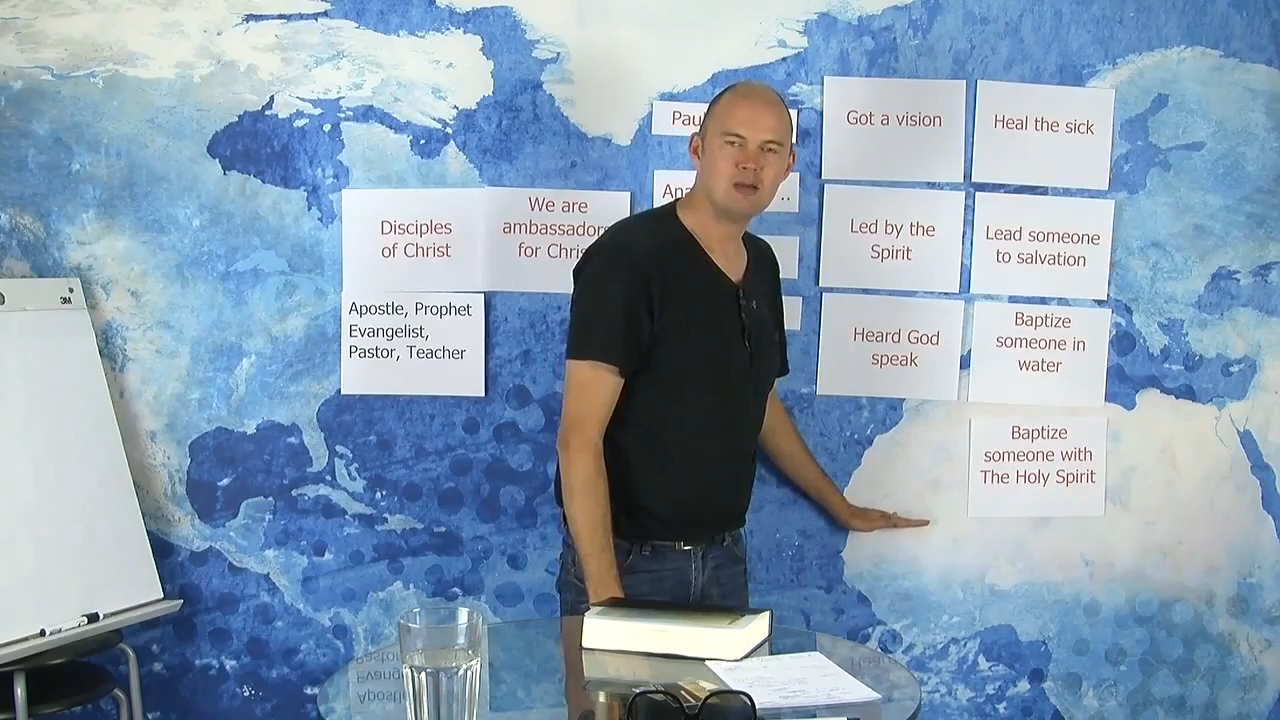 3M
Disciples
of Christ
We are
ambassadors
for Chris
Apostle, Prophet
Evangelist,
Pastor, Teacher
Pau
Ana
..
Got a vision
Heal the sick
Led by the
Spirit
Lead someone
to salvation
Heard God
speak
Baptize
someone in
water
Baptize
someone with
The Holy Spirit